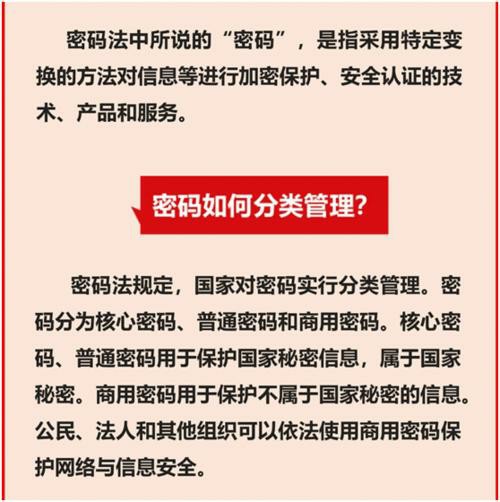 密码法中所说的“密码”，是指采用特定变
换的方法对信息等进行加密保护、安全认证的技
术、产品和服务。
密码如何分类管理？
密码法规定，国家对密码实行分类管理。密
码分为核心密码、普通密码和商用密码。核心密
码、普通密码用于保护国家秘密信息，属于国家
秘密。商用密码用于保护不属于国家秘密的信息。
公民、法人和其他组织可以依法使用商用密码保
护网络与信息安全。